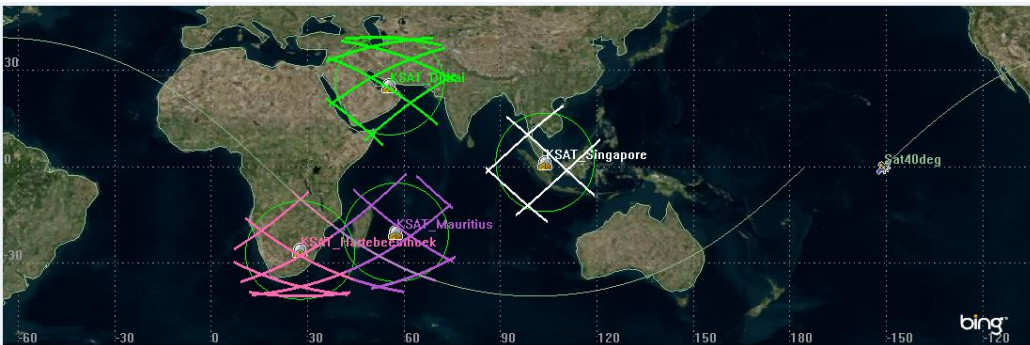 30
KSAT_Dubai
KSAT_Singapore
0
Sat40deg
KSAT_Mauritius
KSAT_Hartebeesthoek
-30
-60
-30
0
30
60
90
120
150
180
-150
-120
bing™